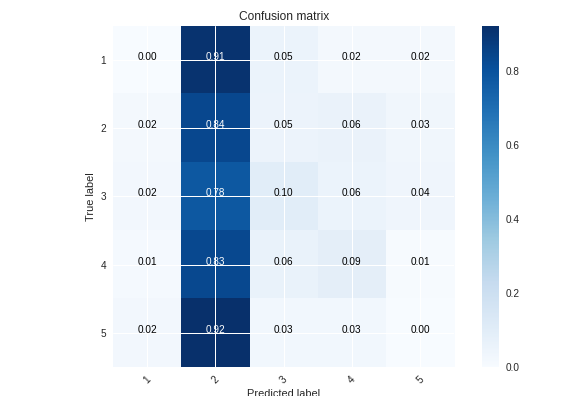 Confusion matrix
1 0.00 0.91 0.05 0.02 0.02
2 0.02 0.84 0.05 0.06 0.03
3 0.02 0.78 0.10 0.06 0.04
4 0.01 0.83 0.06 0.09 0.01
5 0.02 0.92 0.03 0.03 0.00
True label
1 2 3 4 5
Predicted label
0.8
0.6
0.4
0.2
0.0